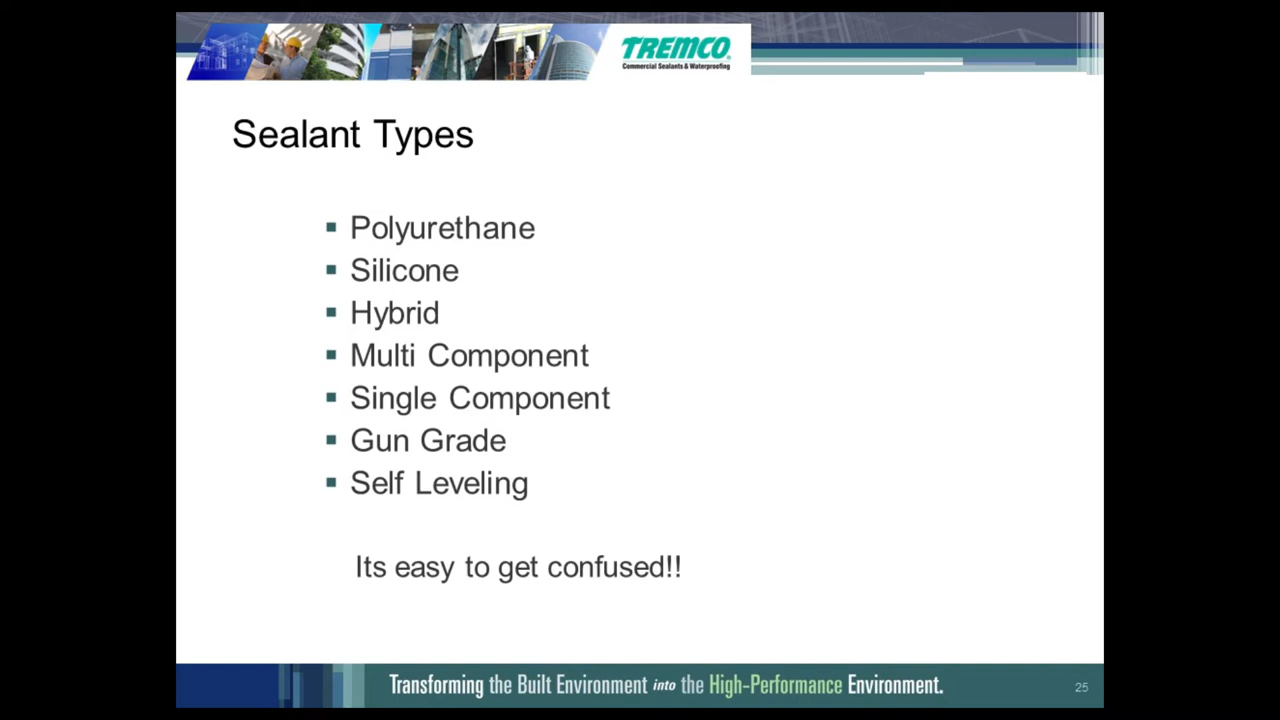 TREMCO
Commercial Sealants & Waterproofing
Sealant Types
Polyurethane
Silicone
Hybrid
Multi Component
Single Component
Gun Grade
Self Leveling
Its easy to get confused!!
Transforming the Built Environment into the High-Performance Environment.
25